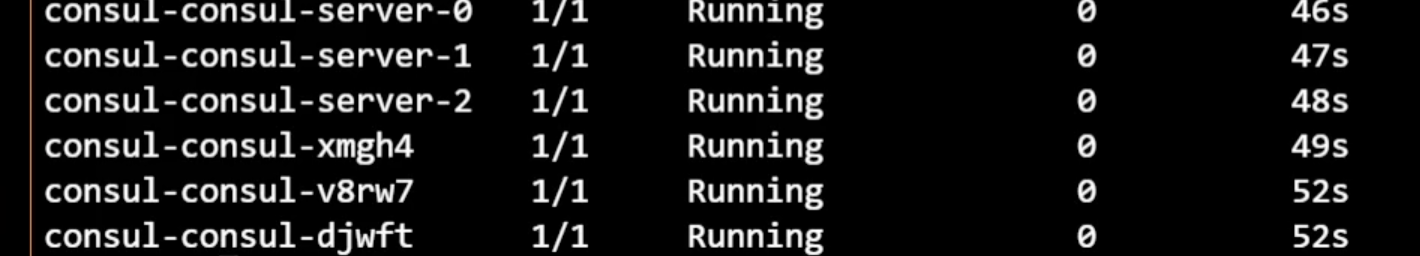 consul-consul-server-0 1/1 Running 0 46s
consul-consul-server-1 1/1 Running 0 47s
consul-consul-server-2 1/1 Running 0 48s
consul-consul-xmgh4 1/1 Running 0 49s
consul-consul-v8rw7 1/1 Running 0 52s
consul-consul-djwft 1/1 Running 0 52s